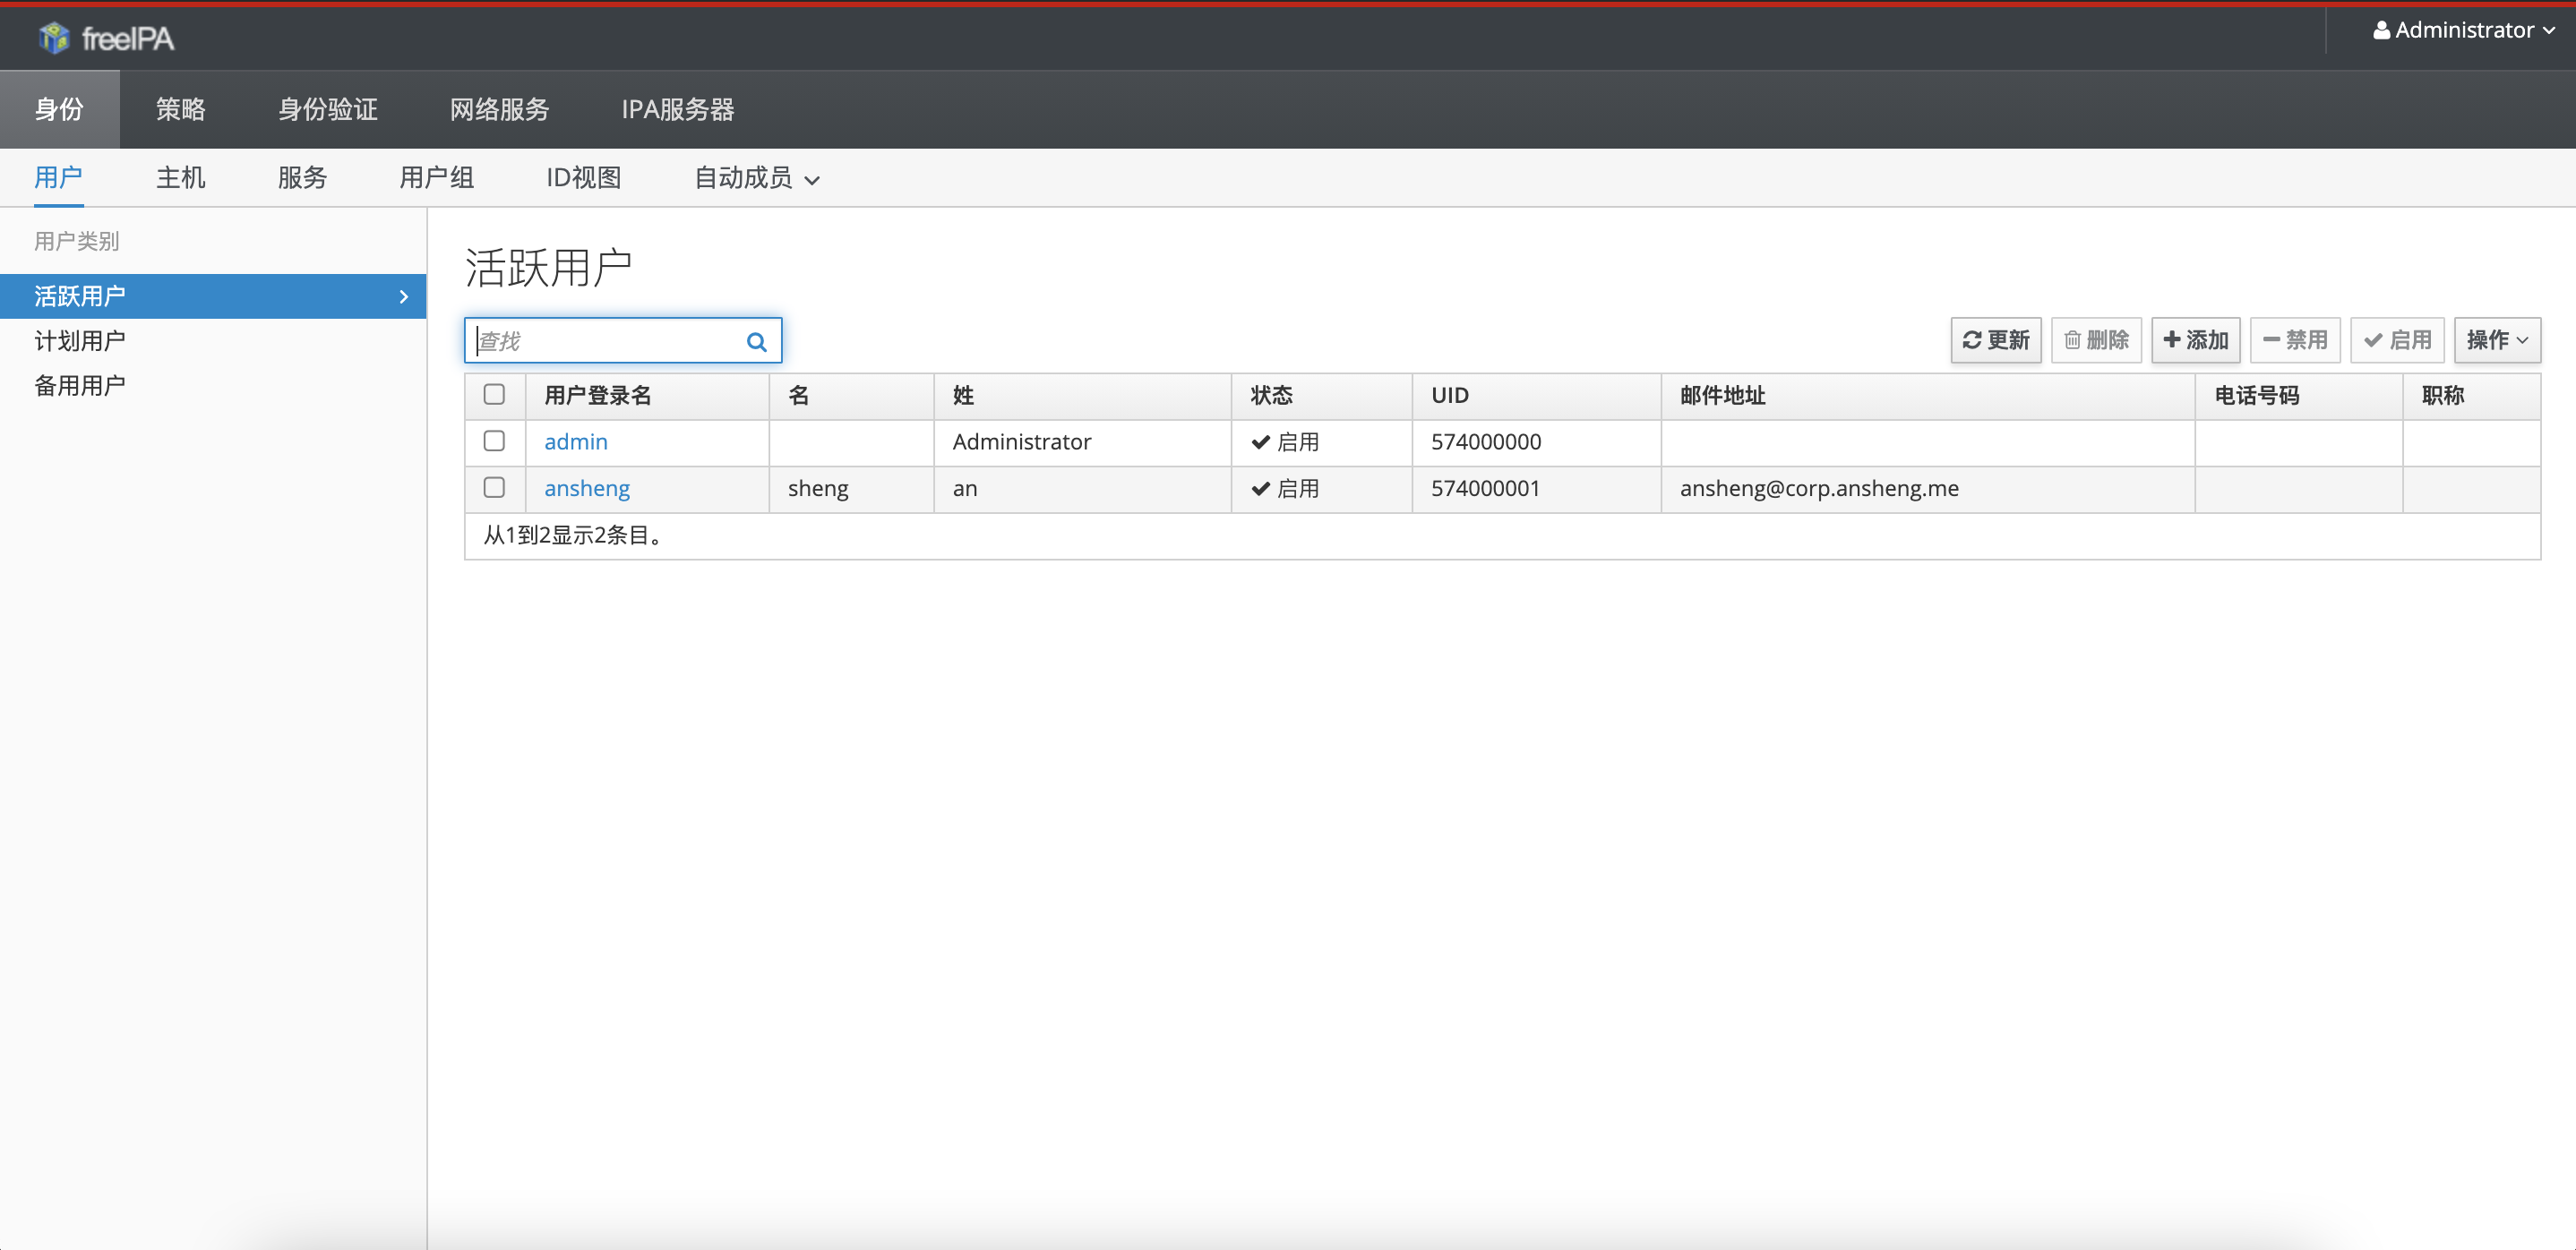 freeIPA
Administrator
身份 策略 身份验证 网络服务 IPA服务器
用户 主机 服务 用户组 ID视图 自动成员
用户类别
活跃用户
计划用户
备用用户
活跃用户
查找
更新 删除 添加 禁用 启用 操作
用户登录名 名 姓 状态 UID 邮件地址 电话号码 职称
admin Administrator 启用 574000000
ansheng sheng an 启用 574000001 ansheng@corp.ansheng.me
从1到2显示2条目。